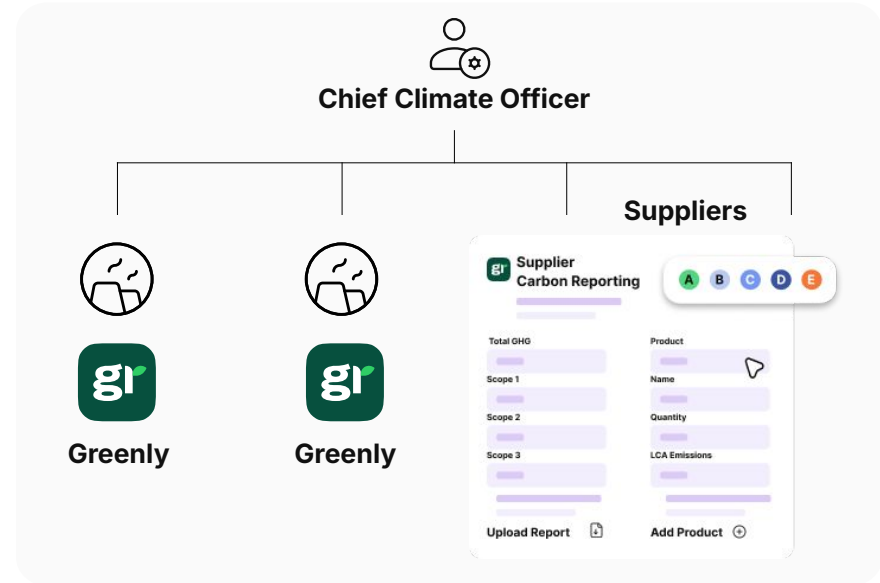 Chief Climate Officer
Suppliers
gr
Greenly
gr
Greenly
gr
Supplier
Carbon Reporting
A B C D E
Total GHG
Scope 1
Scope 2
Scope 3
Upload Report
Product
Name
Quantity
LCA Emissions
Add Product